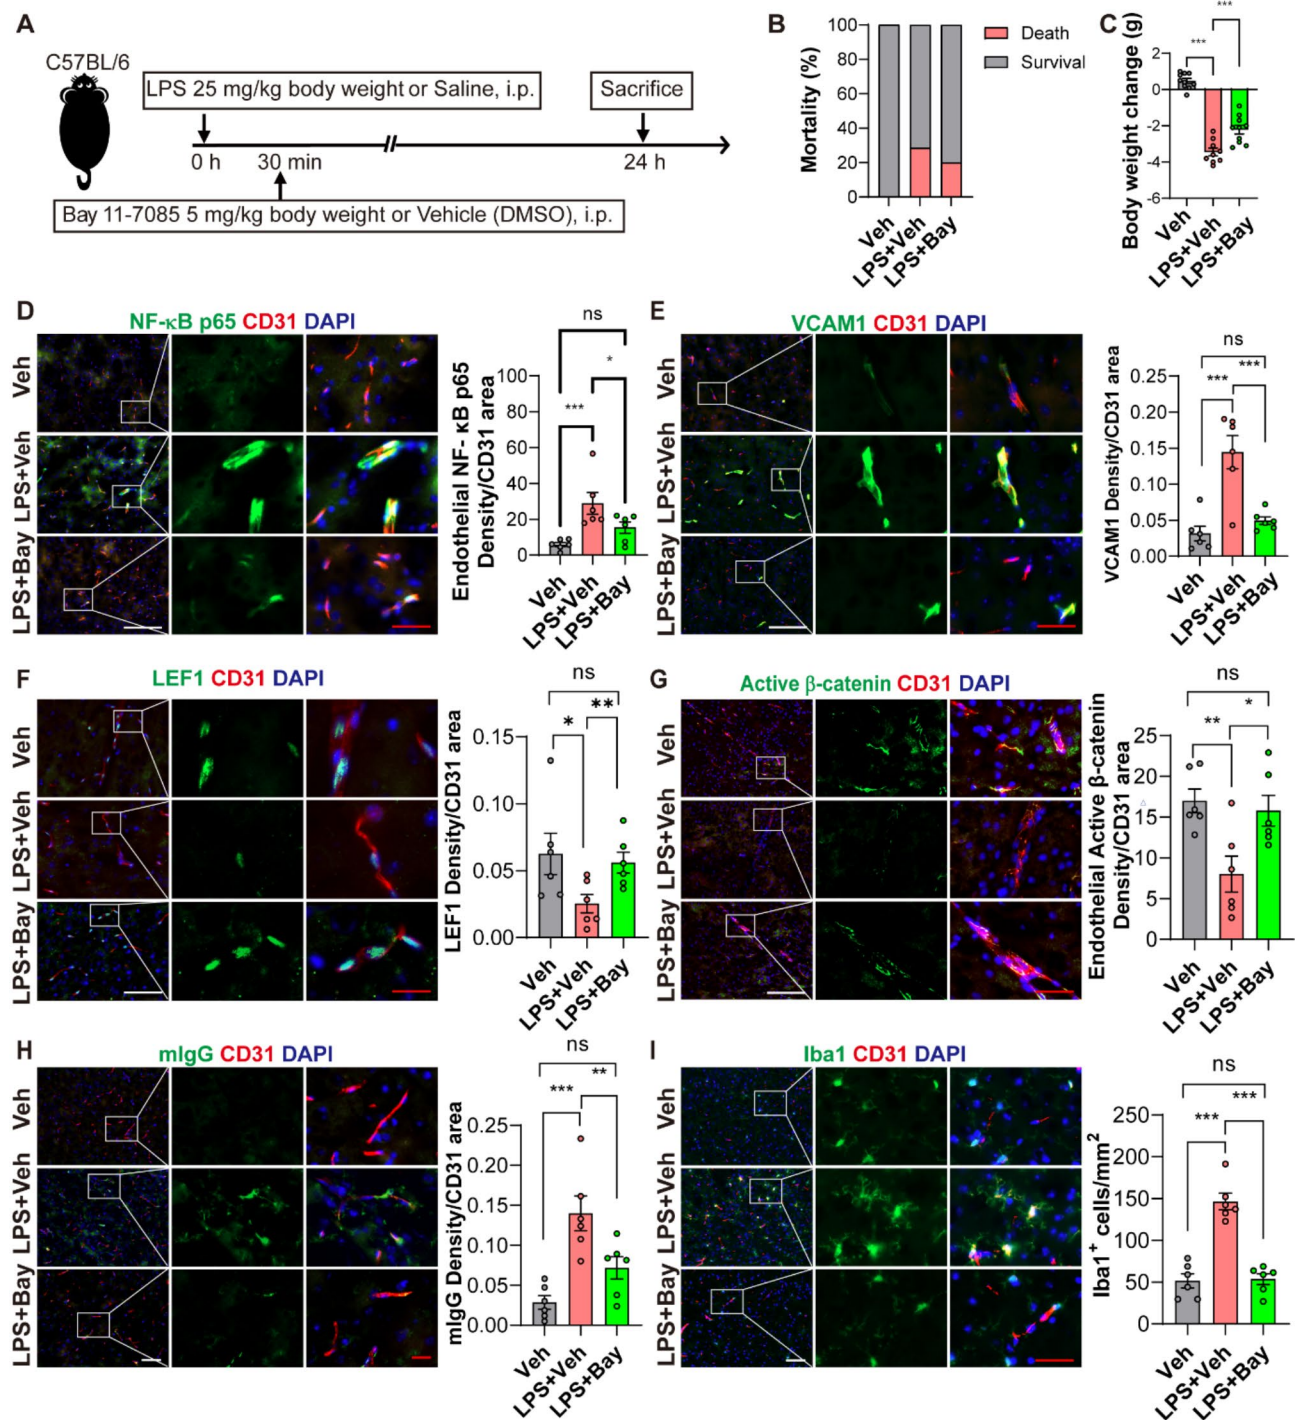 A
C57BL/6
LPS 25 mg/kg body weight or Saline, i.p.
Sacrifice
0 h
30 min
24 h
Bay 11-7085 5 mg/kg body weight or Vehicle (DMSO), i.p.
B
Mortality (%)
100
80
60
40
20
0
Veh
LPS+Veh
LPS+Bay
Death
Survival
C
Body weight change (g)
***
***
2
0
-2
-4
-6
Veh
LPS+Veh
LPS+Bay
D
NF-κB p65 CD31 DAPI
Veh
LPS+Veh
LPS+Bay
Endothelial NF- κB p65
Density/CD31 area
ns
*
***
100
80
60
40
20
0
Veh
LPS+Veh
LPS+Bay
E
VCAM1 CD31 DAPI
Veh
LPS+Veh
LPS+Bay
VCAM1 Density/CD31 area
ns
***
***
0.25
0.20
0.15
0.10
0.05
0.00
Veh
LPS+Veh
LPS+Bay
F
LEF1 CD31 DAPI
Veh
LPS+Veh
LPS+Bay
LEF1 Density/CD31 area
ns
**
*
0.15
0.10
0.05
0.00
Veh
LPS+Veh
LPS+Bay
G
Active β-catenin CD31 DAPI
Veh
LPS+Veh
LPS+Bay
Endothelial Active β-catenin
Density/CD31 area
ns
*
**
25
20
15
10
5
0
Veh
LPS+Veh
LPS+Bay
H
mIgG CD31 DAPI
Veh
LPS+Veh
LPS+Bay
mIgG Density/CD31 area
ns
**
***
0.25
0.20
0.15
0.10
0.05
0.00
Veh
LPS+Veh
LPS+Bay
I
Iba1 CD31 DAPI
Veh
LPS+Veh
LPS+Bay
Iba1⁺ cells/mm²
ns
***
***
250
200
150
100
50
0
Veh
LPS+Veh
LPS+Bay